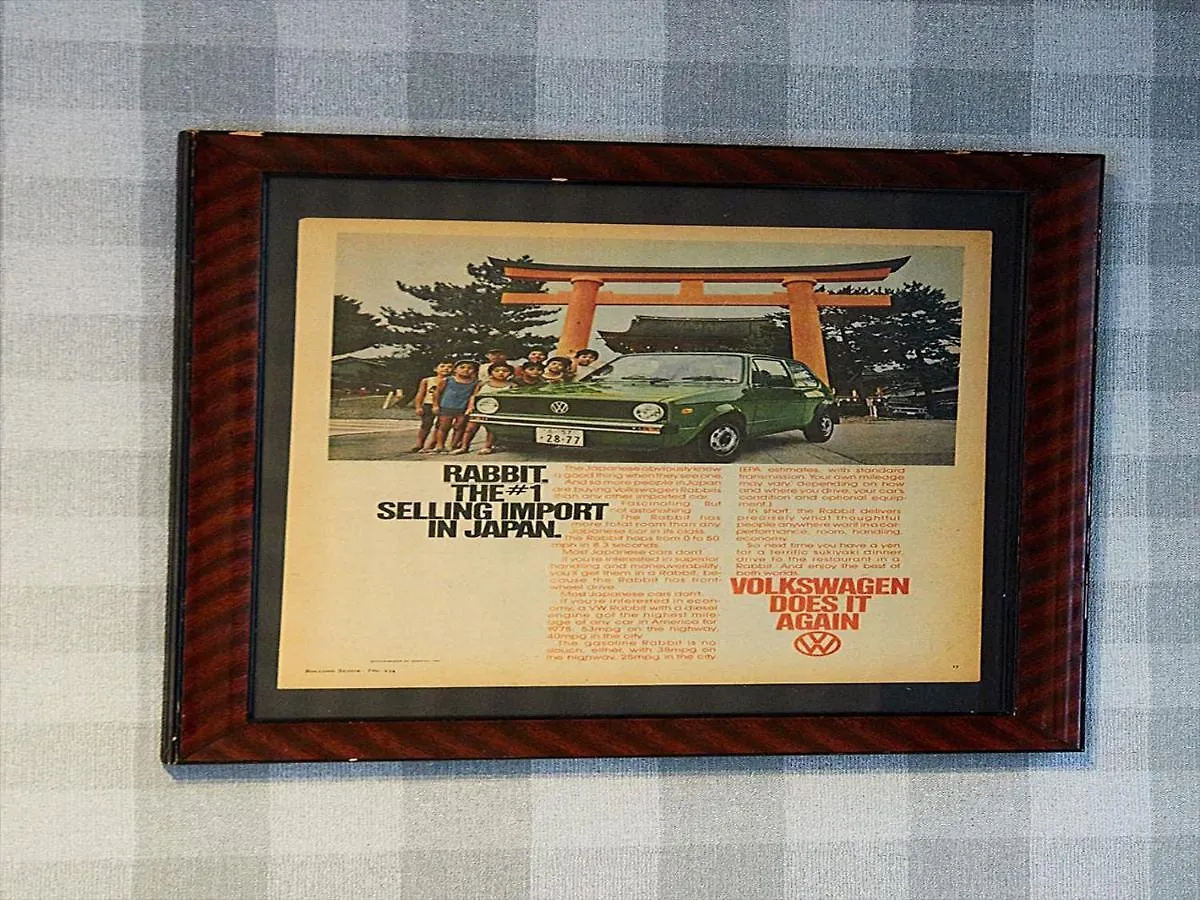 28-77
RABBIT.
THE #1
SELLING IMPORT
IN JAPAN.
The Japanese obviously know
a good thing when they see one.
And so more people in Japan
are buying Volkswagen Rabbits
than any other imported car.
Fascinating. But
not astonishing.
The Rabbit has
more total room than any
Japanese car in its class.
The Rabbit hops from 0 to 50
mph in 8.3 seconds.
Most Japanese cars don't.
If you're interested in superior
handling and maneuverability,
you'll get them in a Rabbit, be-
cause the Rabbit has front-
wheel drive.
Most Japanese cars don't.
If you're interested in econ-
omy, a VW Rabbit with a diesel
engine got the highest mile-
age of any car in America for
1978: 53mpg on the highway,
40mpg in the city.
The gasoline Rabbit is no
slouch, either, with 38mpg on
the highway, 25mpg in the city.
(EPA estimates, with standard
transmission. Your own mileage
may vary, depending on how
and where you drive, your car's
condition and optional equip-
ment.)
In short, the Rabbit delivers
precisely what thoughtful
people anywhere want in a car:
performance, room, handling,
economy.
So next time you have a yen
for a terrific sukiyaki dinner,
drive to the restaurant in a
Rabbit. And enjoy the best of
both worlds.
VOLKSWAGEN
DOES IT
AGAIN